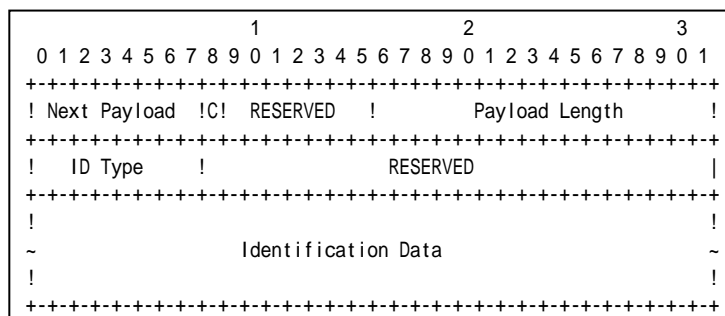 1                   2                   3
 0 1 2 3 4 5 6 7 8 9 0 1 2 3 4 5 6 7 8 9 0 1 2 3 4 5 6 7 8 9 0 1
+-+-+-+-+-+-+-+-+-+-+-+-+-+-+-+-+-+-+-+-+-+-+-+-+-+-+-+-+-+-+-+-+
! Next Payload  !C!  RESERVED   !         Payload Length        !
+-+-+-+-+-+-+-+-+-+-+-+-+-+-+-+-+-+-+-+-+-+-+-+-+-+-+-+-+-+-+-+-+
!   ID Type     !                 RESERVED                      |
+-+-+-+-+-+-+-+-+-+-+-+-+-+-+-+-+-+-+-+-+-+-+-+-+-+-+-+-+-+-+-+-+
!                                                               !
~                   Identification Data                         ~
!                                                               !
+-+-+-+-+-+-+-+-+-+-+-+-+-+-+-+-+-+-+-+-+-+-+-+-+-+-+-+-+-+-+-+-+